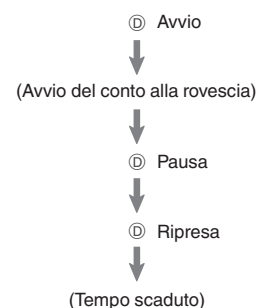 Ⓓ Avvio
(Avvio del conto alla rovescia)
Ⓓ Pausa
Ⓓ Ripresa
(Tempo scaduto)